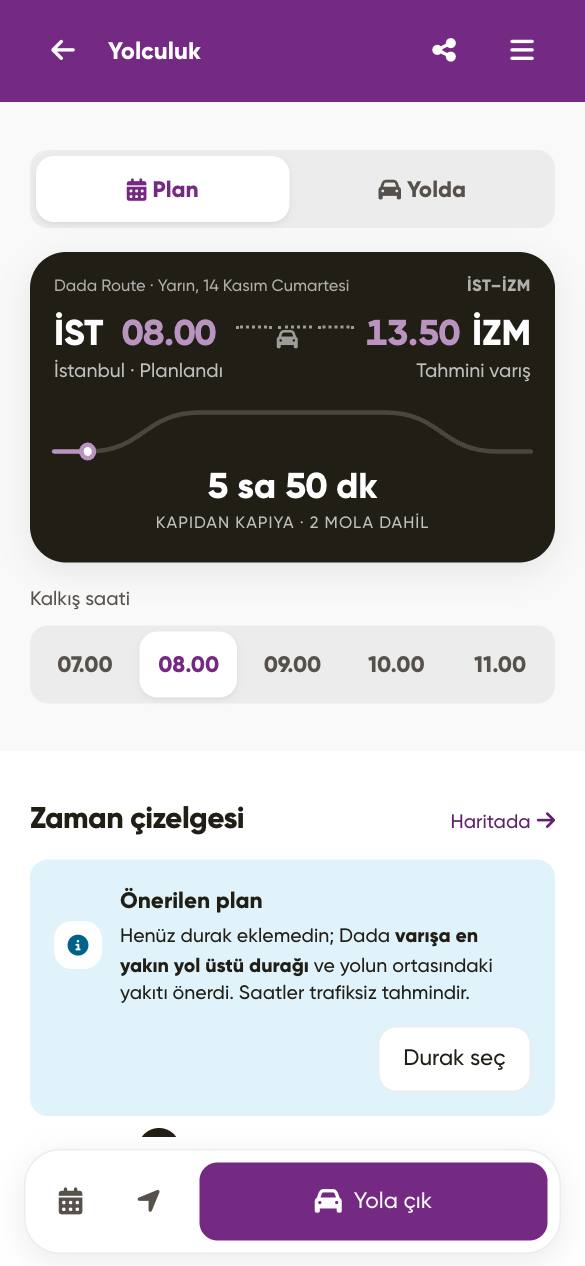 Yolculuk
Plan
Yolda
Dada Route · Yarın, 14 Kasım Cumartesi
İST–İZM
İST 08.00
13.50 İZM
İstanbul · Planlandı
Tahmini varış
5 sa 50 dk
KAPIDAN KAPIYA · 2 MOLA DAHİL
Kalkış saati
07.00 08.00 09.00 10.00 11.00
Zaman çizelgesi
Haritada
Önerilen plan
Henüz durak eklemedin; Dada varışa en
yakın yol üstü durağı ve yolun ortasındaki
yakıtı önerdi. Saatler trafiksiz tahmindir.
Durak seç
Yola çık